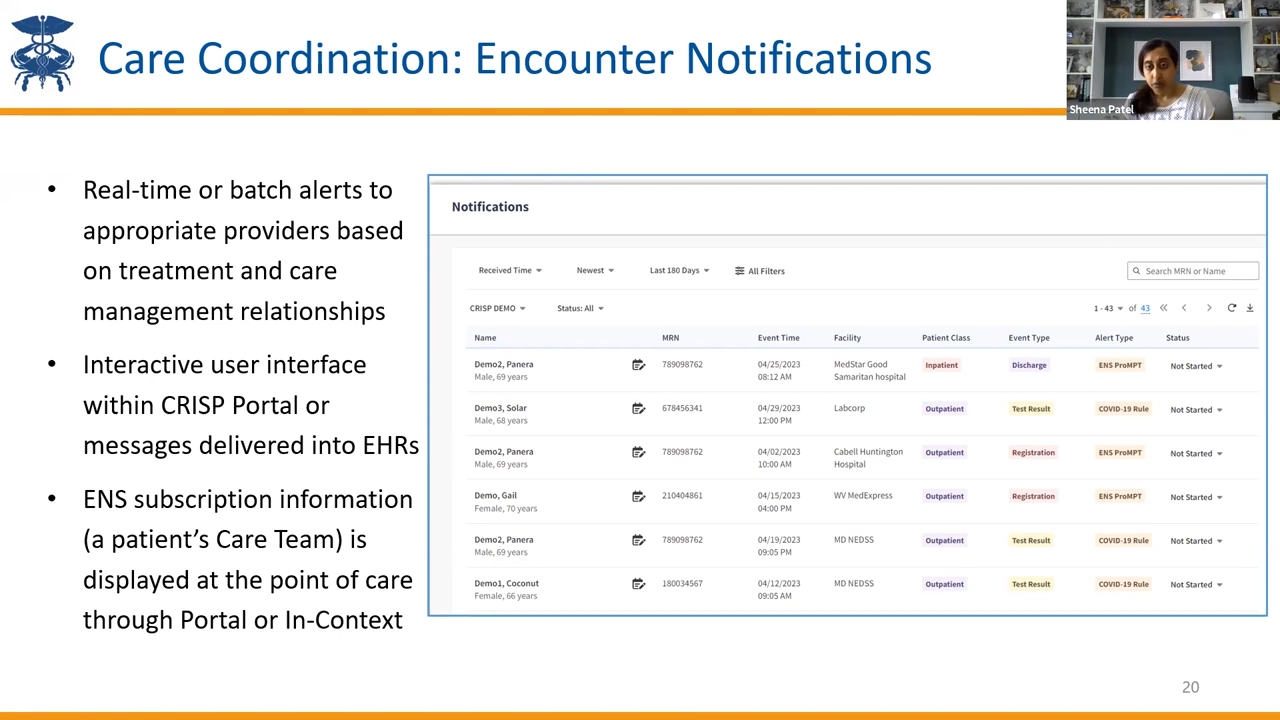 Care Coordination: Encounter Notifications
Sheena Patel
• Real-time or batch alerts to
appropriate providers based
on treatment and care
management relationships
• Interactive user interface
within CRISP Portal or
messages delivered into EHRs
• ENS subscription information
(a patient’s Care Team) is
displayed at the point of care
through Portal or In-Context
Notifications
Received Time Newest Last 180 Days All Filters Search MRN or Name
CRISP DEMO Status: All 1 - 43 of 43
Name MRN Event Time Facility Patient Class Event Type Alert Type Status
Demo2, Panera 789098762 04/25/2023 MedStar Good Inpatient Discharge ENS ProMPT Not Started
Male, 69 years 08:12 AM Samaritan hospital
Demo3, Solar 678456341 04/29/2023 Labcorp Outpatient Test Result COVID-19 Rule Not Started
Male, 68 years 12:00 PM
Demo2, Panera 789098762 04/02/2023 Cabell Huntington Outpatient Registration ENS ProMPT Not Started
Male, 69 years 10:00 AM Hospital
Demo, Gail 210404861 04/15/2023 WV MedExpress Outpatient Registration ENS ProMPT Not Started
Female, 70 years 04:00 PM
Demo2, Panera 789098762 04/19/2023 MD NEDSS Outpatient Test Result COVID-19 Rule Not Started
Male, 69 years 09:05 PM
Demo1, Coconut 180034567 04/12/2023 MD NEDSS Outpatient Test Result COVID-19 Rule Not Started
Female, 66 years 09:05 AM
20